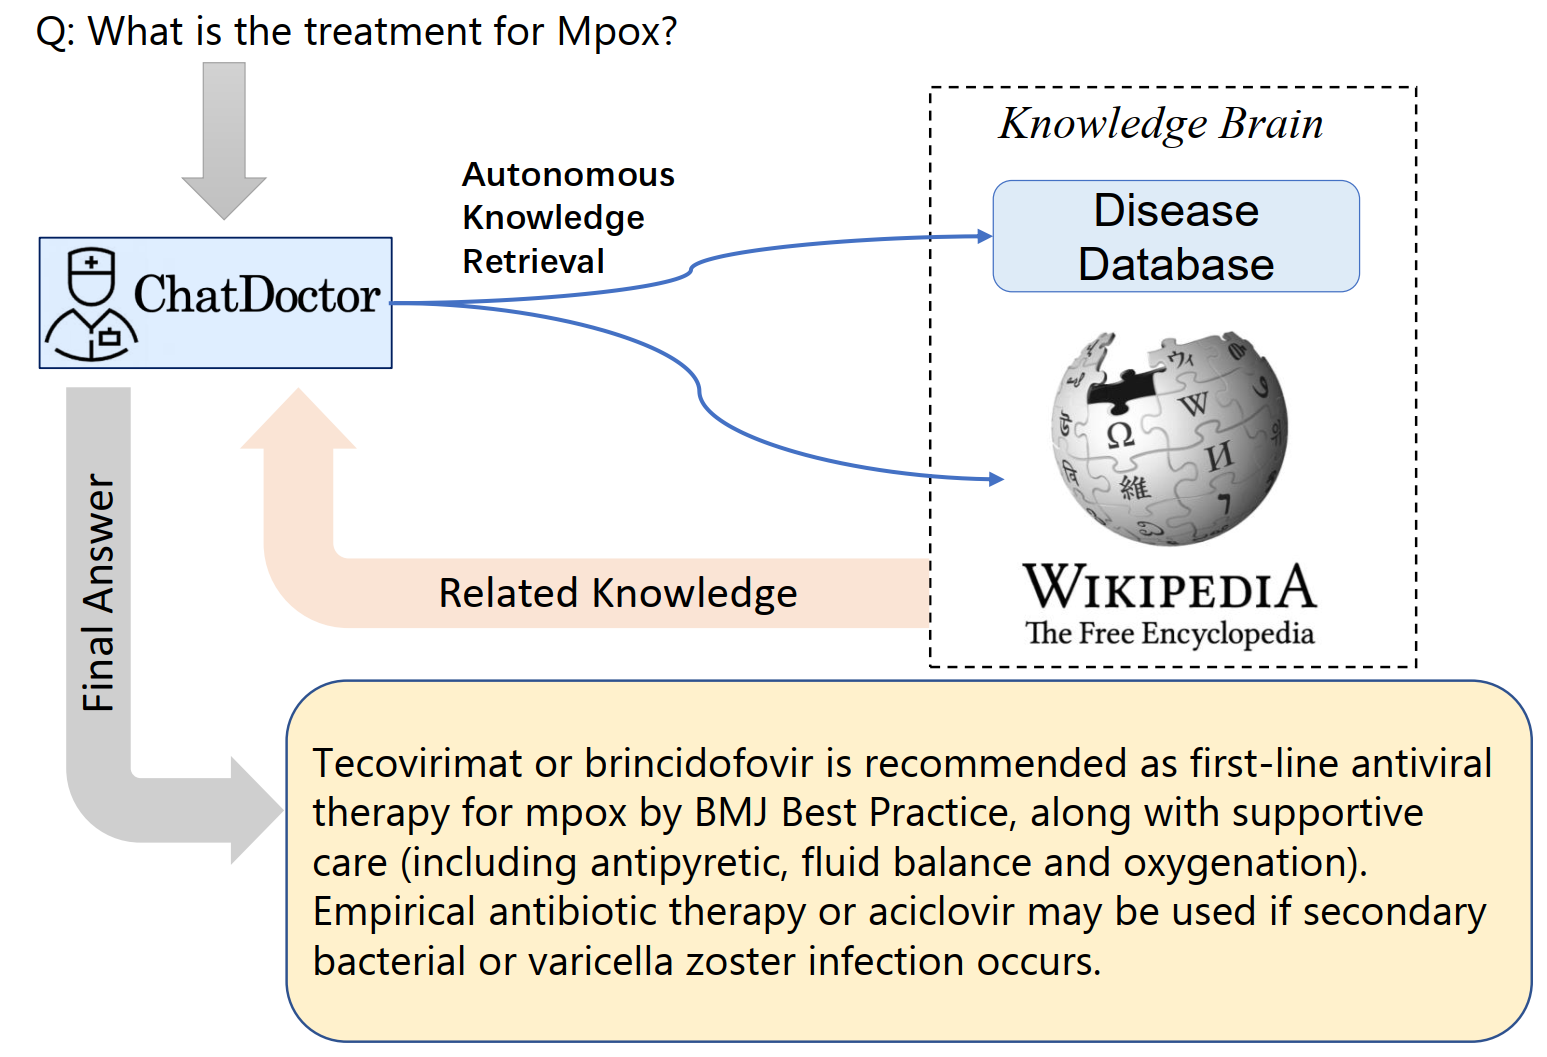 Q: What is the treatment for Mpox?
Autonomous
Knowledge
Retrieval
Knowledge Brain
Disease
Database
ChatDoctor
ウィ
W
Ω
И
維
WIKIPEDIA
The Free Encyclopedia
Related Knowledge
Final Answer
Tecovirimat or brincidofovir is recommended as first-line antiviral
therapy for mpox by BMJ Best Practice, along with supportive
care (including antipyretic, fluid balance and oxygenation).
Empirical antibiotic therapy or aciclovir may be used if secondary
bacterial or varicella zoster infection occurs.